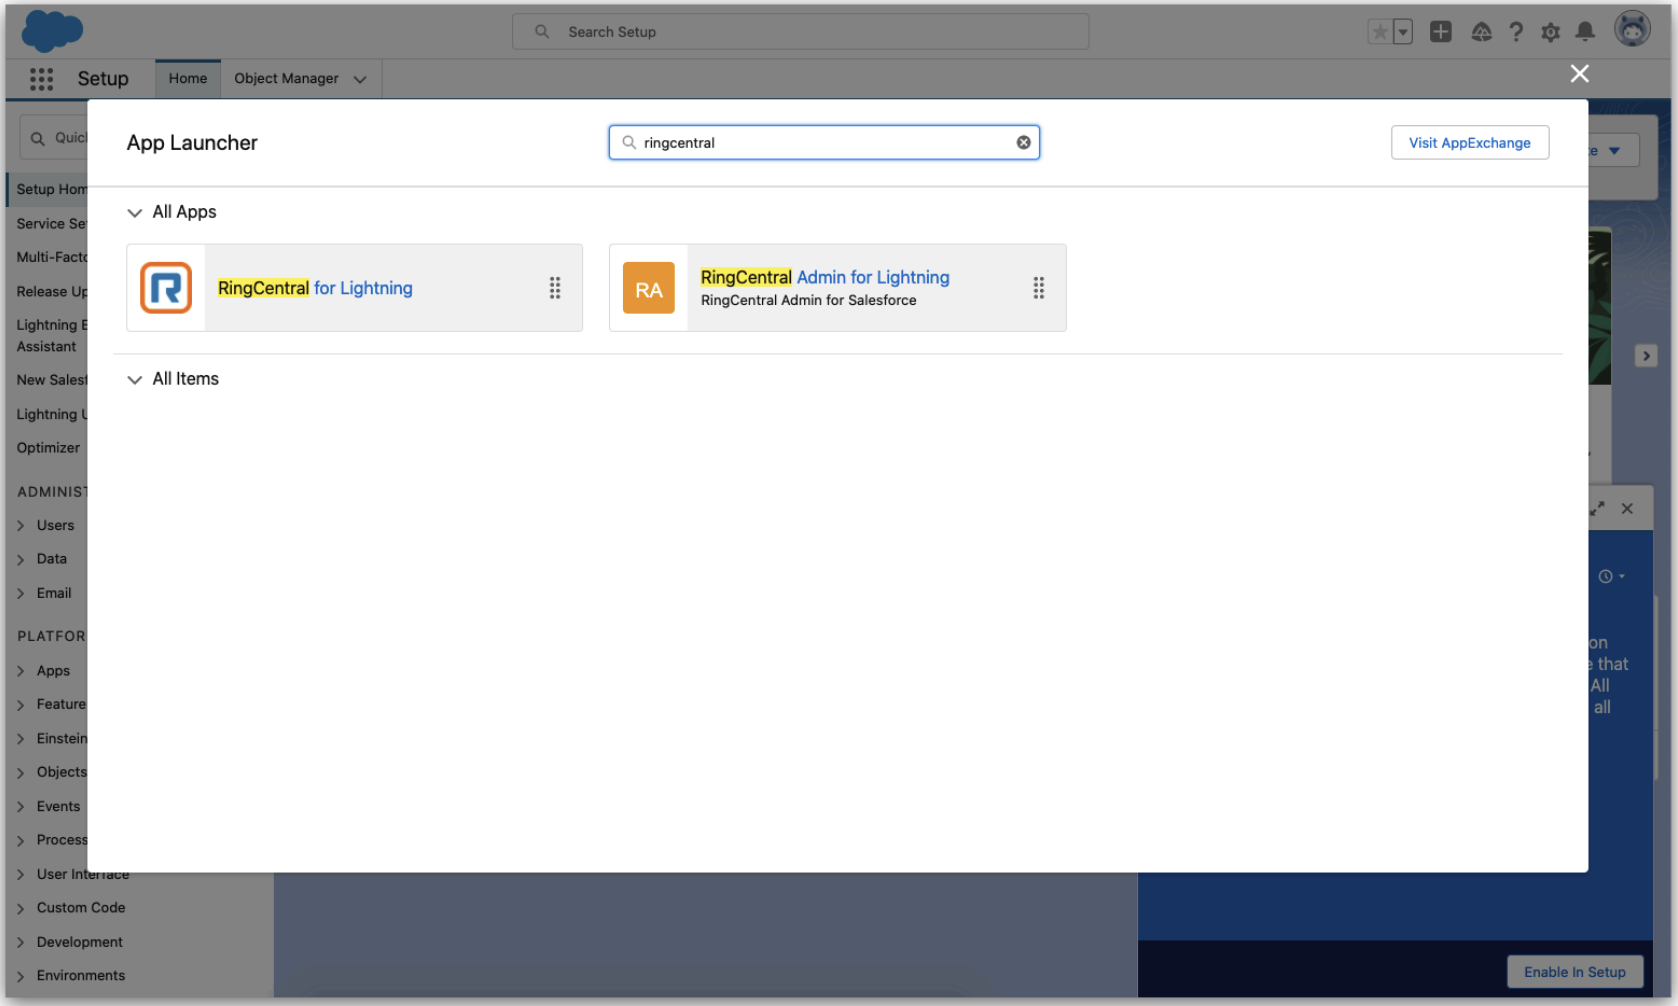 Search Setup
Setup
Home
Object Manager
App Launcher
ringcentral
Visit AppExchange
All Apps
RingCentral for Lightning
RA
RingCentral Admin for Lightning
RingCentral Admin for Salesforce
All Items
Setup Hom
Service Se
Multi-Facto
Release Up
Lightning E
Assistant
New Salesf
Lightning U
Optimizer
ADMINIST
Users
Data
Email
PLATFOR
Apps
Feature
Einstein
Objects
Events
Process
User Interface
Custom Code
Development
Environments
on
e that
All
all
Enable In Setup